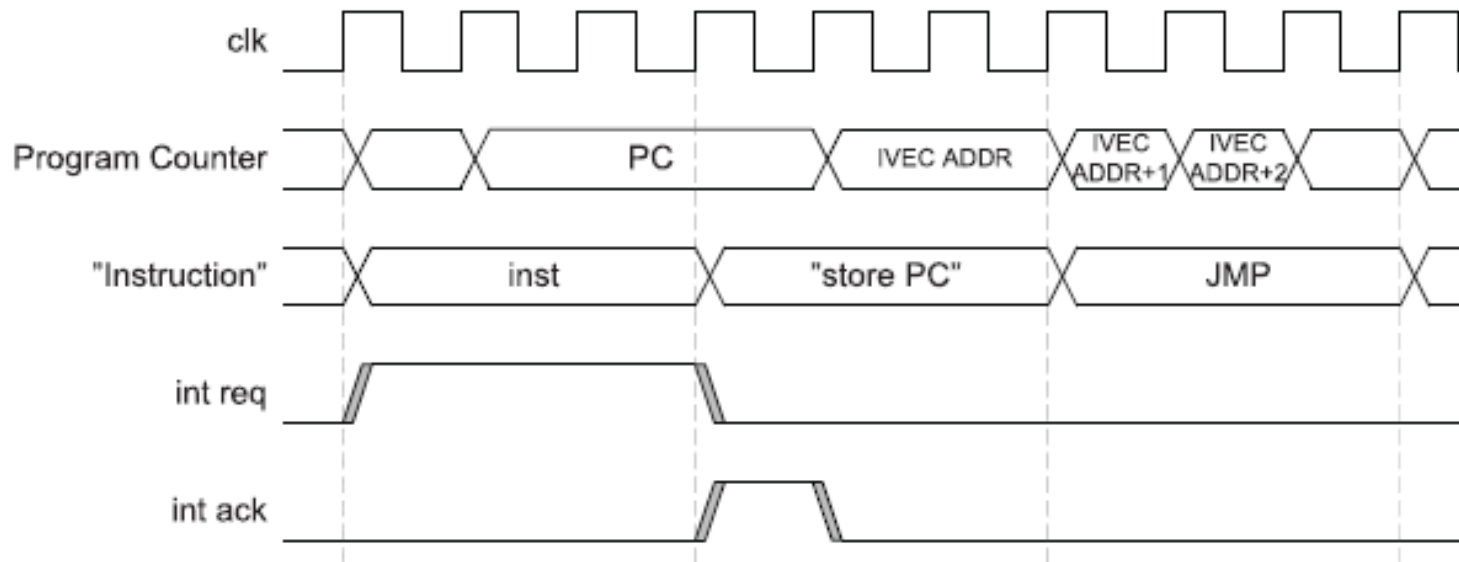 clk
Program Counter
PC
IVEC ADDR
IVEC
ADDR+1
IVEC
ADDR+2
"Instruction"
inst
"store PC"
JMP
int req
int ack